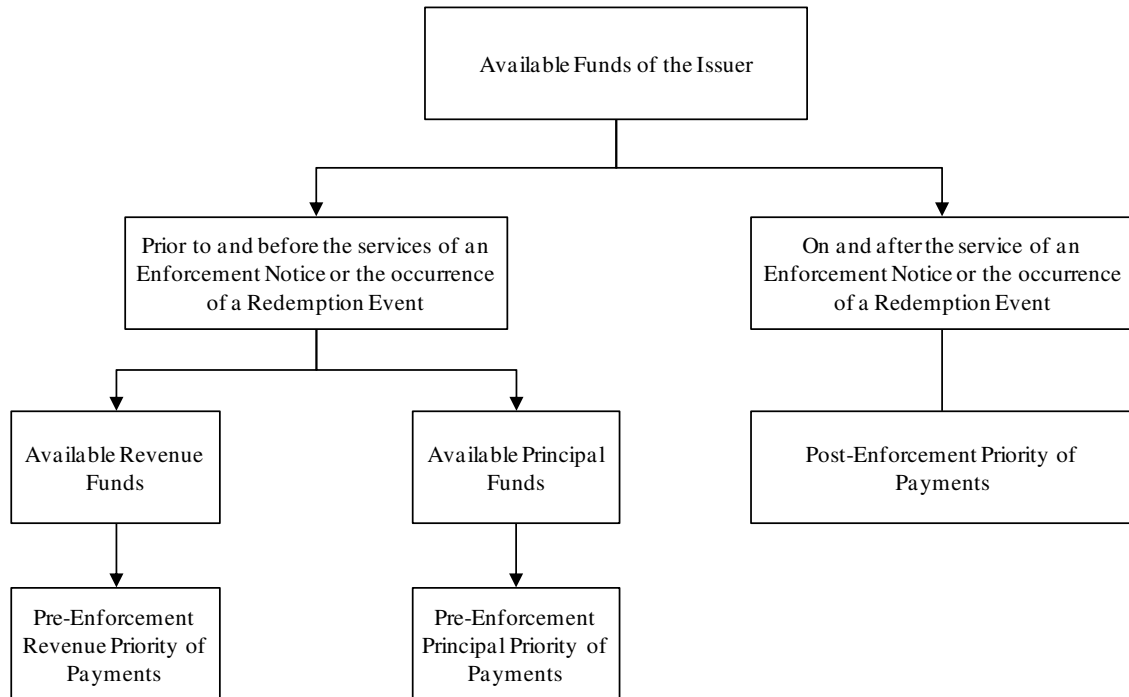 Available Funds of the Issuer
Prior to and before the services of an
Enforcement Notice or the occurrence
of a Redemption Event
On and after the service of an
Enforcement Notice or the occurrence
of a Redemption Event
Available Revenue
Funds
Available Principal
Funds
Post-Enforcement Priority of
Payments
Pre-Enforcement
Revenue Priority of
Payments
Pre-Enforcement
Principal Priority of
Payments